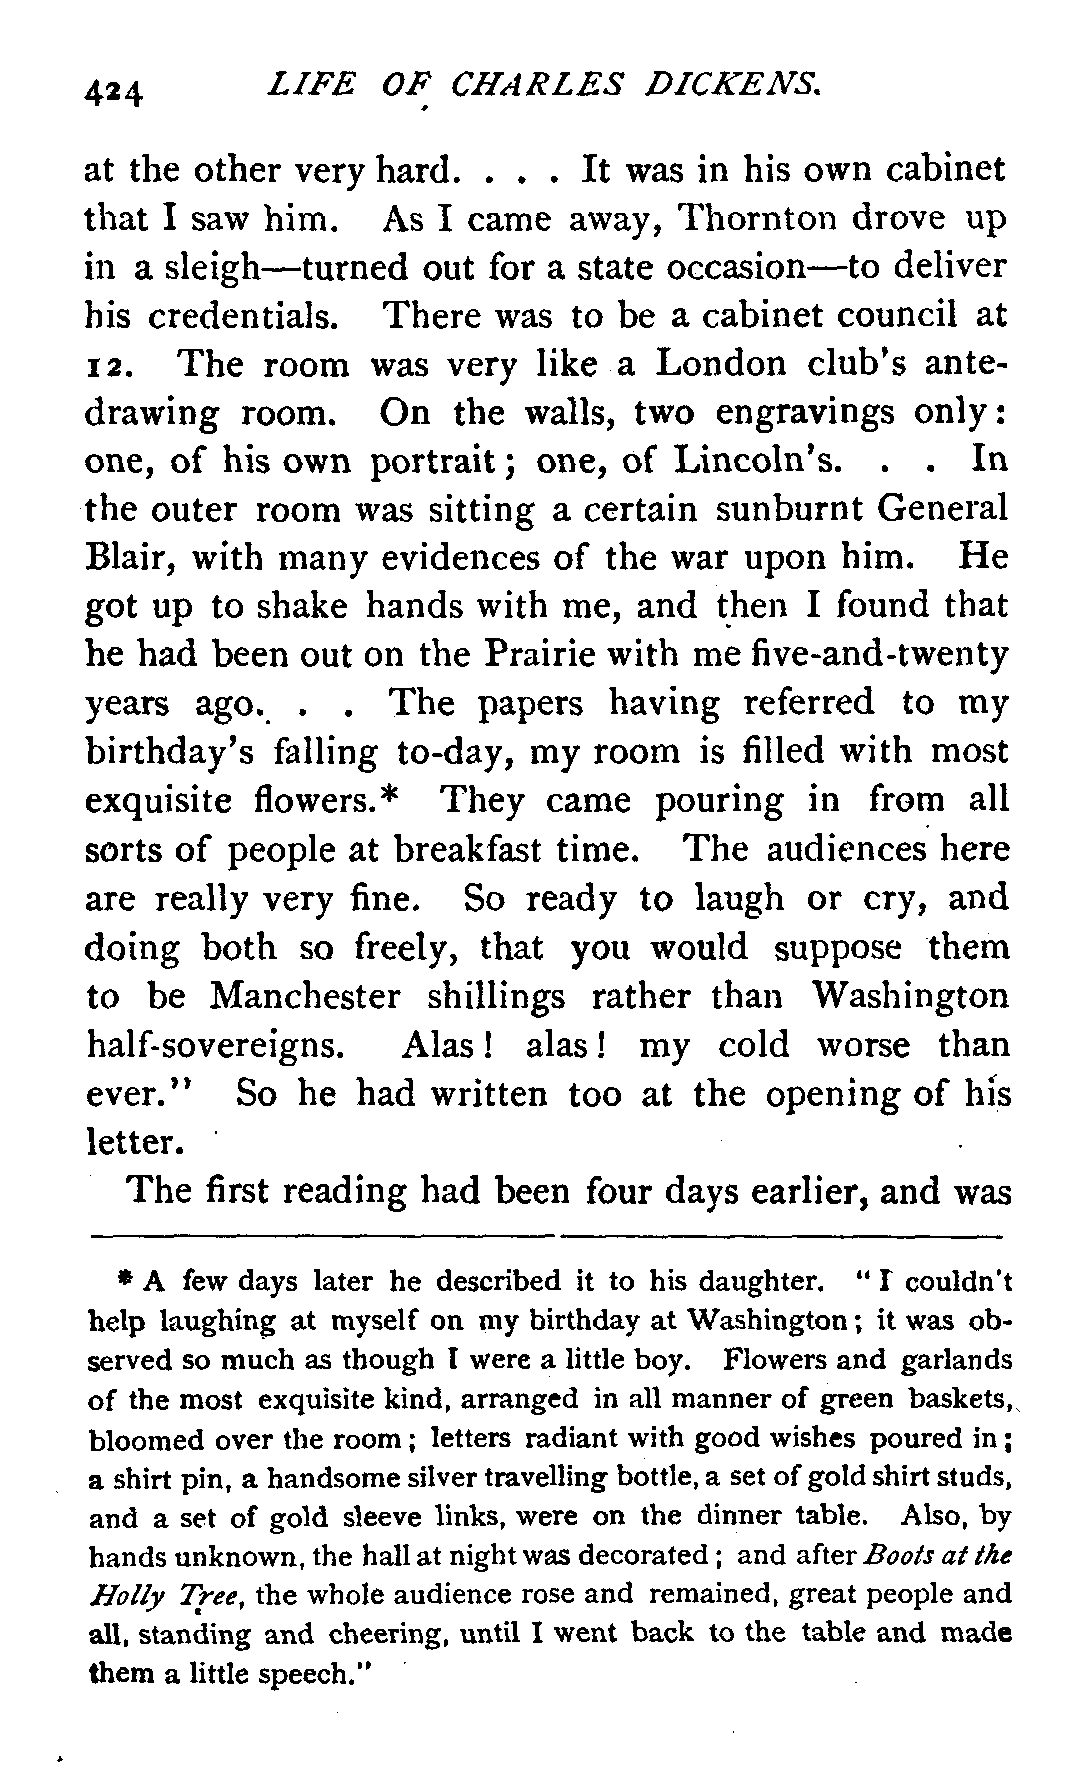 424 LIFE OF CHARLES DICKENS.
at the other very hard. . . . It was in his own cabinet
that I saw him. As I came away, Thornton drove up
in a sleigh—turned out for a state occasion—to deliver
his credentials. There was to be a cabinet council at
12. The room was very like a London club's ante-
drawing room. On the walls, two engravings only:
one, of his own portrait; one, of Lincoln's. . . In
the outer room was sitting a certain sunburnt General
Blair, with many evidences of the war upon him. He
got up to shake hands with me, and then I found that
he had been out on the Prairie with me five-and-twenty
years ago. . . The papers having referred to my
birthday's falling to-day, my room is filled with most
exquisite flowers.* They came pouring in from all
sorts of people at breakfast time. The audiences here
are really very fine. So ready to laugh or cry, and
doing both so freely, that you would suppose them
to be Manchester shillings rather than Washington
half-sovereigns. Alas! alas! my cold worse than
ever." So he had written too at the opening of his
letter.
The first reading had been four days earlier, and was
* A few days later he described it to his daughter. "I couldn't
help laughing at myself on my birthday at Washington; it was ob-
served so much as though I were a little boy. Flowers and garlands
of the most exquisite kind, arranged in all manner of green baskets,
bloomed over the room; letters radiant with good wishes poured in;
a shirt pin, a handsome silver travelling bottle, a set of gold shirt studs,
and a set of gold sleeve links, were on the dinner table. Also, by
hands unknown, the hall at night was decorated; and after Boots at the
Holly Tree, the whole audience rose and remained, great people and
all, standing and cheering, until I went back to the table and made
them a little speech."